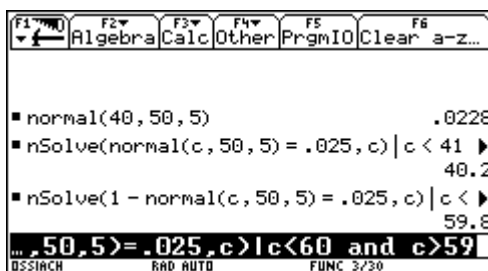 F1 F2 F3 F4 F5 F6
Algebra Calc Other PrgmIO Clear a-z…
normal(40,50,5) .0228
nSolve(normal(c,50,5)=.025,c)|c<41
40.2
nSolve(1-normal(c,50,5)=.025,c)|c<
59.8
…,50,5)=.025,c)|c<60 and c>59
OSSIACH RAD AUTO FUNC 3/30